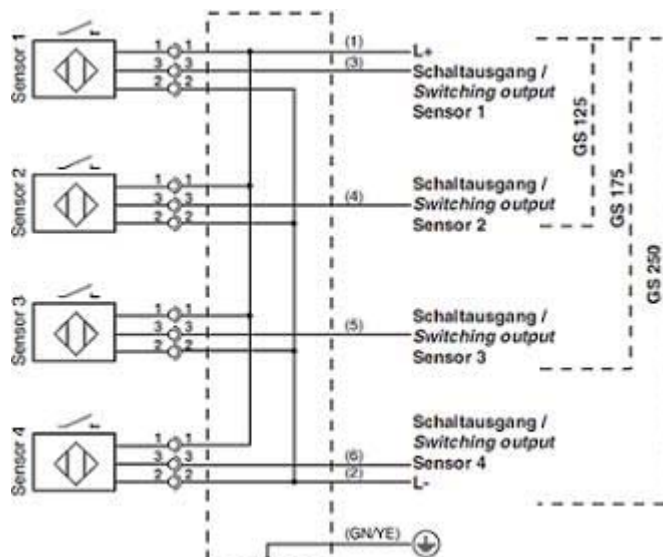 Sensor 1
1 1 (1) L+
3 3 (3) Schaltausgang /
2 2 Switching output
Sensor 1
Sensor 2
1 1 Schaltausgang /
3 3 (4) Switching output
2 2 Sensor 2
Sensor 3
1 1 Schaltausgang /
3 3 (5) Switching output
2 2 Sensor 3
Sensor 4
Schaltausgang /
1 1 Switching output
3 3 (6) Sensor 4
2 2 (2) L-
(GN/YE)
GS 125
GS 175
GS 250